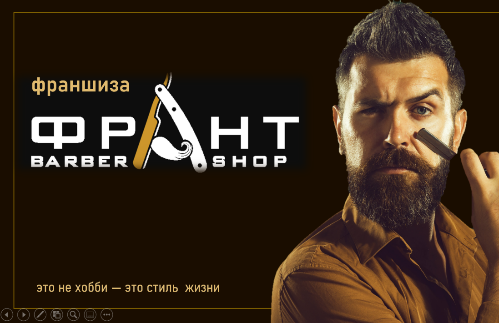 франшиза
ФРАНТ
BARBER SHOP
это не хобби — это стиль жизни